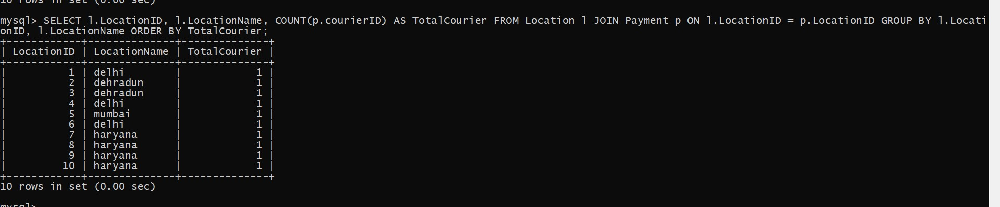 10 rows in set (0.00 sec)
mysql> SELECT l.LocationID, l.LocationName, COUNT(p.courierID) AS TotalCourier FROM Location l JOIN Payment p ON l.LocationID = p.LocationID GROUP BY l.Locati
onID, l.LocationName ORDER BY TotalCourier;
+------------+--------------+--------------+
| LocationID | LocationName | TotalCourier |
+------------+--------------+--------------+
|          1 | delhi        |            1 |
|          2 | dehradun     |            1 |
|          3 | dehradun     |            1 |
|          4 | delhi        |            1 |
|          5 | mumbai       |            1 |
|          6 | delhi        |            1 |
|          7 | haryana      |            1 |
|          8 | haryana      |            1 |
|          9 | haryana      |            1 |
|         10 | haryana      |            1 |
+------------+--------------+--------------+
10 rows in set (0.00 sec)
mysql>